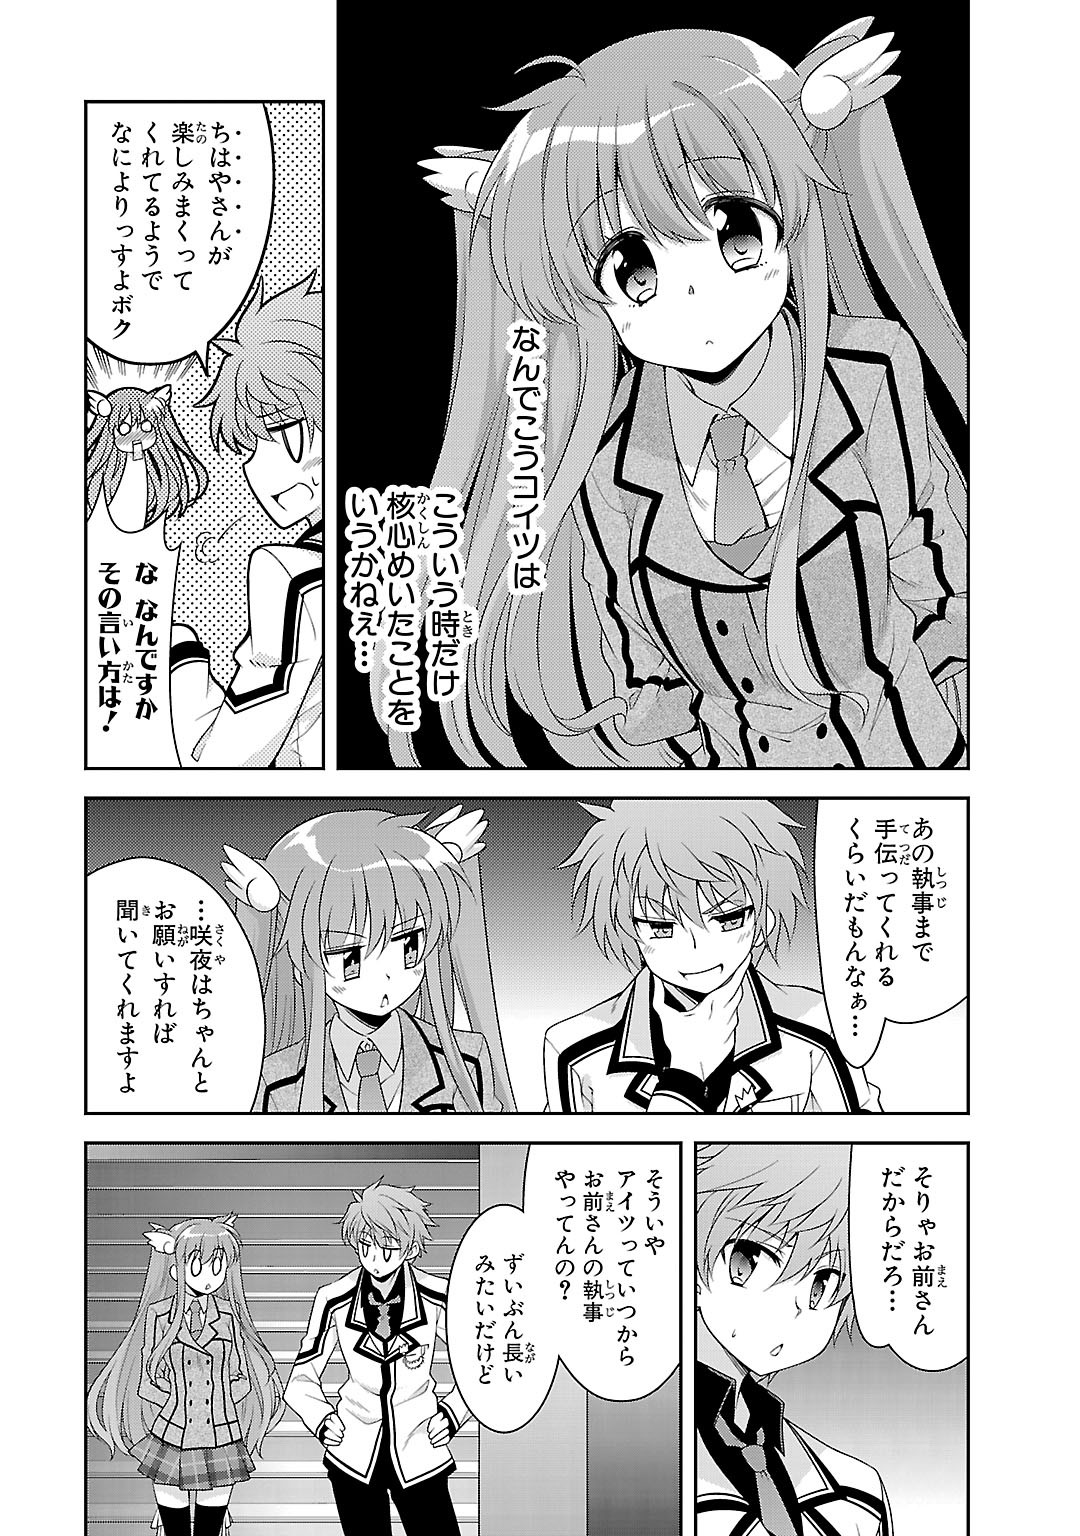 なんでこうコイツは
こういう時だけ
核心めいたことを
いうかねぇ…
ちはやさんが
楽しみまくって
くれてるようで
なによりっすよボク
な なんですか
その言い方は！
あの執事まで
手伝ってくれる
くらいだもんなぁ…
…咲夜はちゃんと
お願いすれば
聞いてくれますよ
そりゃお前さん
だからだろ…
そういや
アイツっていつから
お前さんの執事
やってんの？
ずいぶん長い
みたいだけど